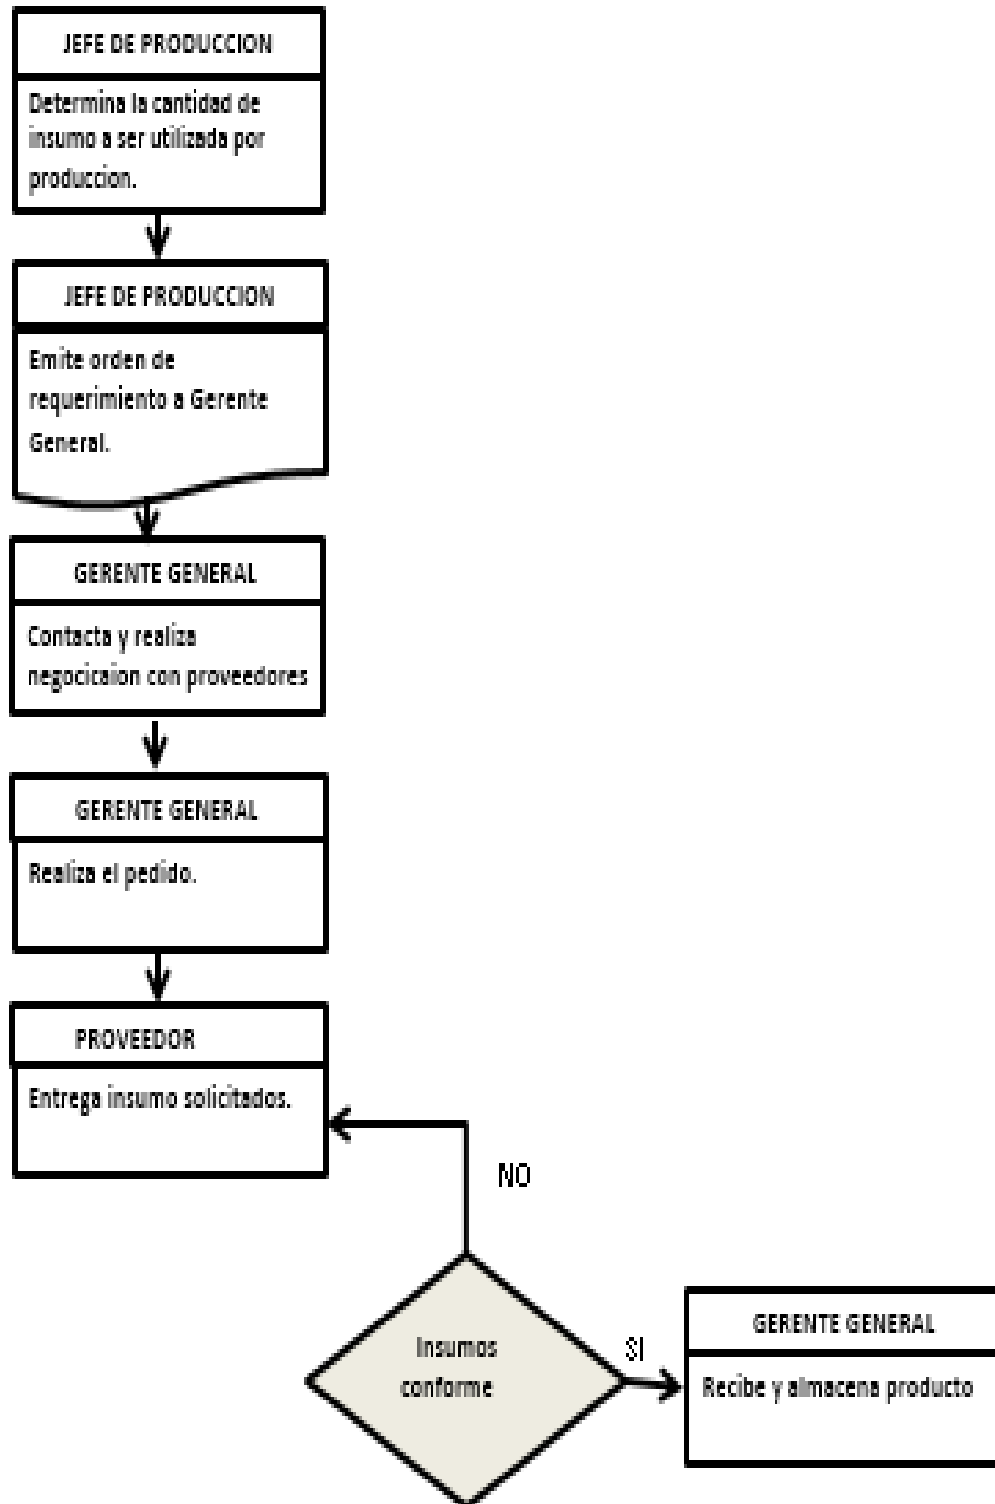 JEFE DE PRODUCCION
Determina la cantidad de
insumo a ser utilizada por
produccion.
JEFE DE PRODUCCION
Emite orden de
requerimiento a Gerente
General.
GERENTE GENERAL
Contacta y realiza
negocicaion con proveedores
GERENTE GENERAL
Realiza el pedido.
PROVEEDOR
Entrega insumo solicitados.
NO
Insumos
conforme
SI
GERENTE GENERAL
Recibe y almacena producto